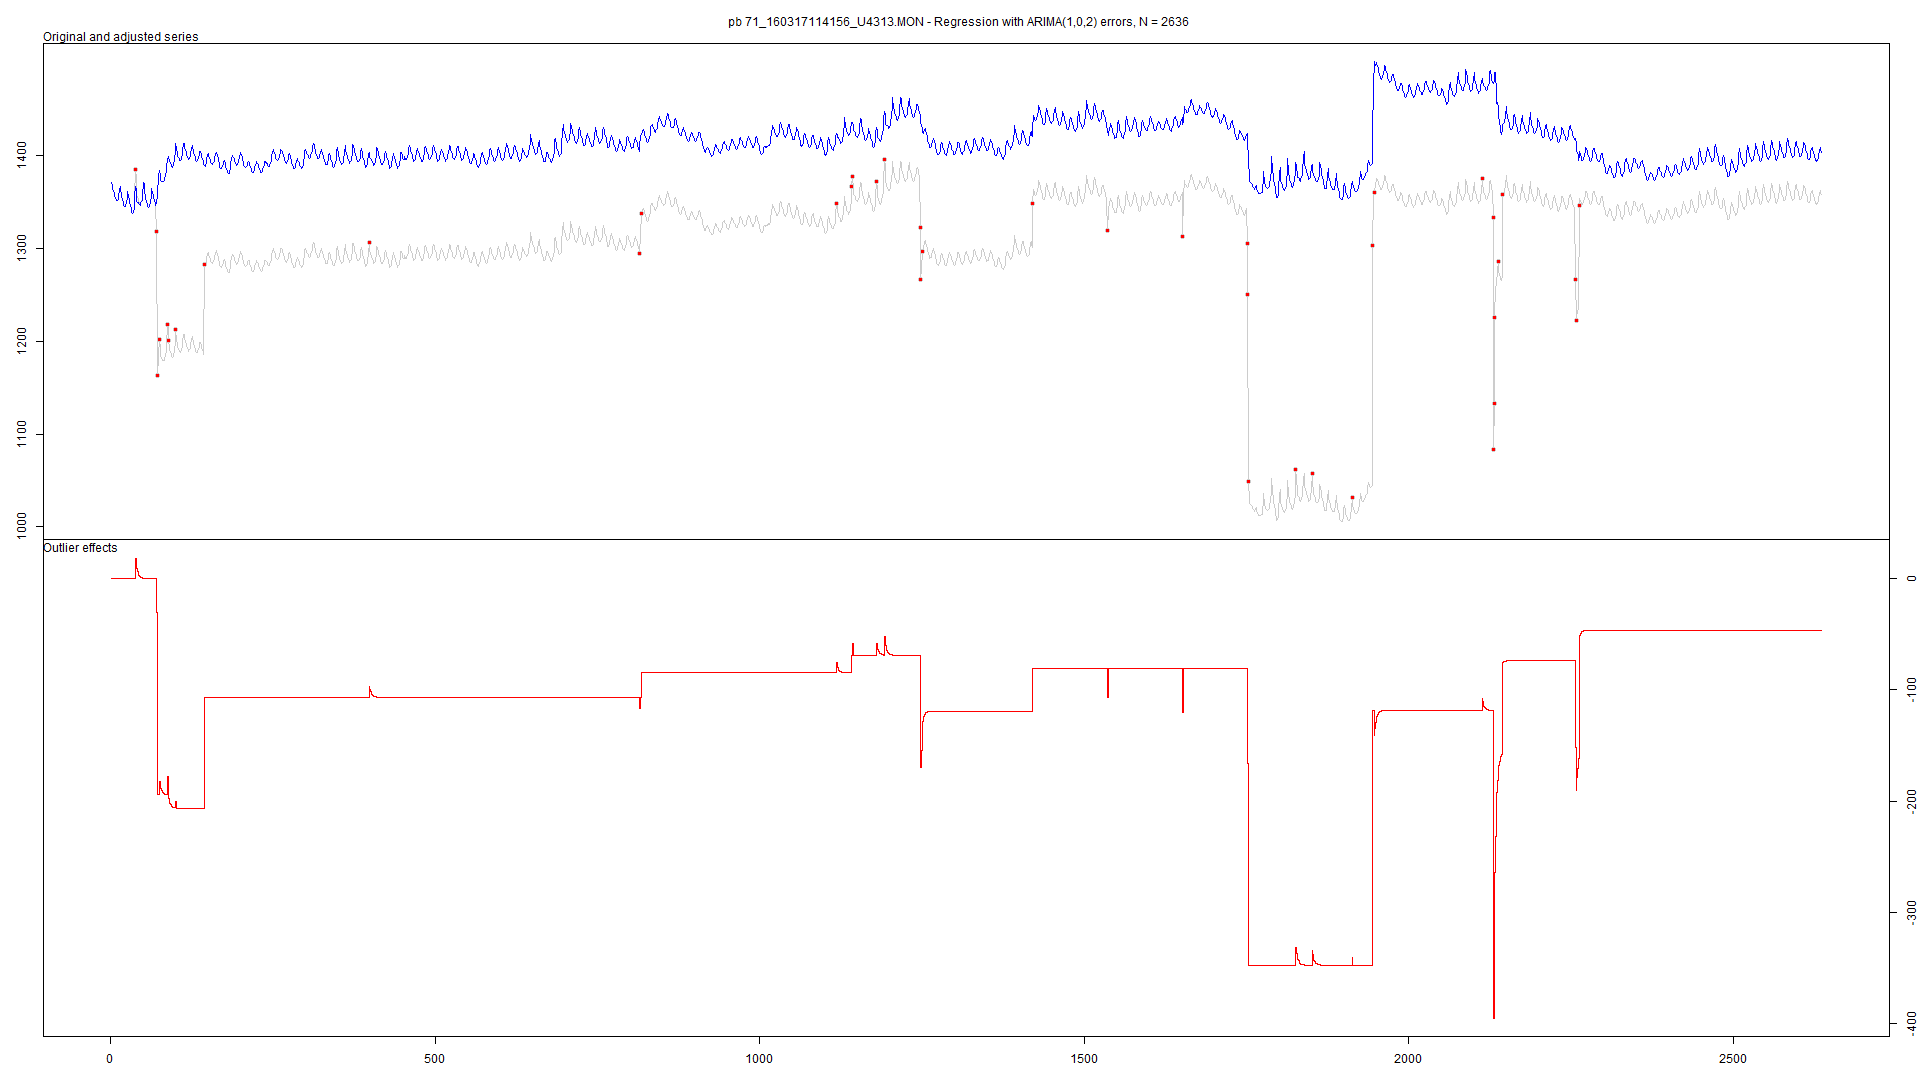 pb 71_160317114156_U4313.MON - Regression with ARIMA(1,0,2) errors, N = 2636
Original and adjusted series
1400
1300
1200
1100
1000
Outlier effects
0
-100
-200
-300
-400
0 500 1000 1500 2000 2500